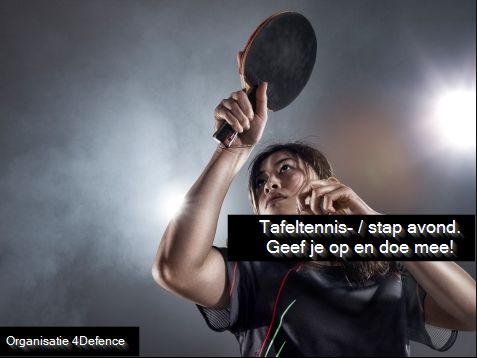 Tafeltennis- / stap avond.
Geef je op en doe mee!
Organisatie 4Defence